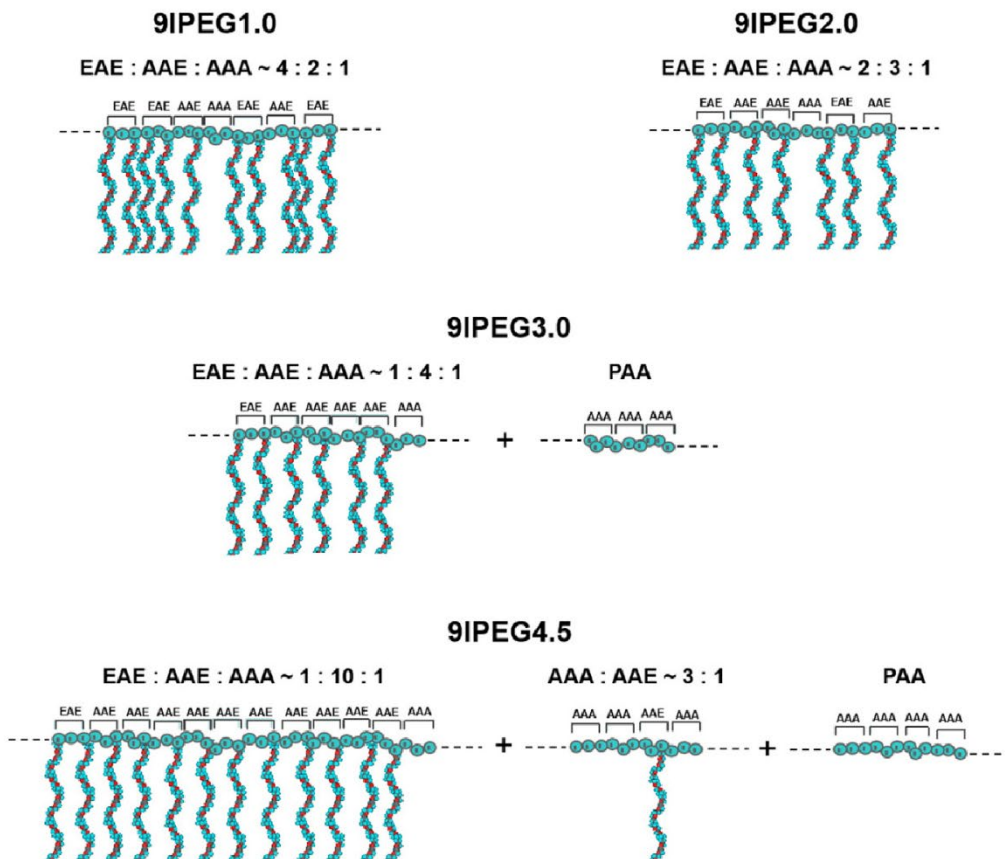 9IPEG1.0
EAE : AAE : AAA ~ 4 : 2 : 1
EAE EAE AAE AAA EAE AAE EAE
9IPEG2.0
EAE : AAE : AAA ~ 2 : 3 : 1
EAE AAE AAE AAA EAE AAE
9IPEG3.0
EAE : AAE : AAA ~ 1 : 4 : 1
EAE AAE AAE AAE AAE AAA
+
PAA
AAA AAA AAA
9IPEG4.5
EAE : AAE : AAA ~ 1 : 10 : 1
EAE AAE AAE AAE AAE AAE AAE AAE AAE AAE AAE AAA
+
AAA : AAE ~ 3 : 1
AAA AAA AAE AAA
+
PAA
AAA AAA AAA AAA